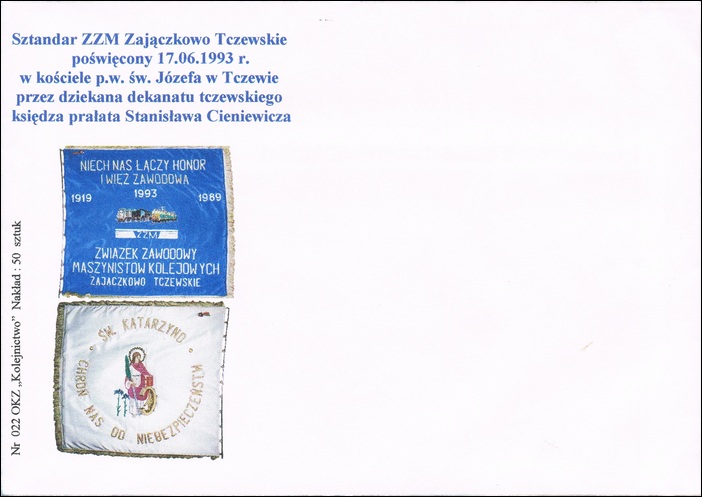 Sztandar ZZM Zajączkowo Tczewskie
poświęcony 17.06.1993 r.
w kościele p.w. św. Józefa w Tczewie
przez dziekana dekanatu tczewskiego
księdza prałata Stanisława Cieniewicza
NIECH NAS ŁĄCZY HONOR
I WIĘŹ ZAWODOWA
1919 1993 1989
ZZM
ZWIĄZEK ZAWODOWY
MASZYNISTÓW KOLEJOWYCH
ZAJĄCZKOWO TCZEWSKIE
ŚW. KATARZYNO
CHROŃ NAS OD NIEBEZPIECZEŃSTW
Nr 022 OKZ „Kolejnictwo” Nakład : 50 sztuk